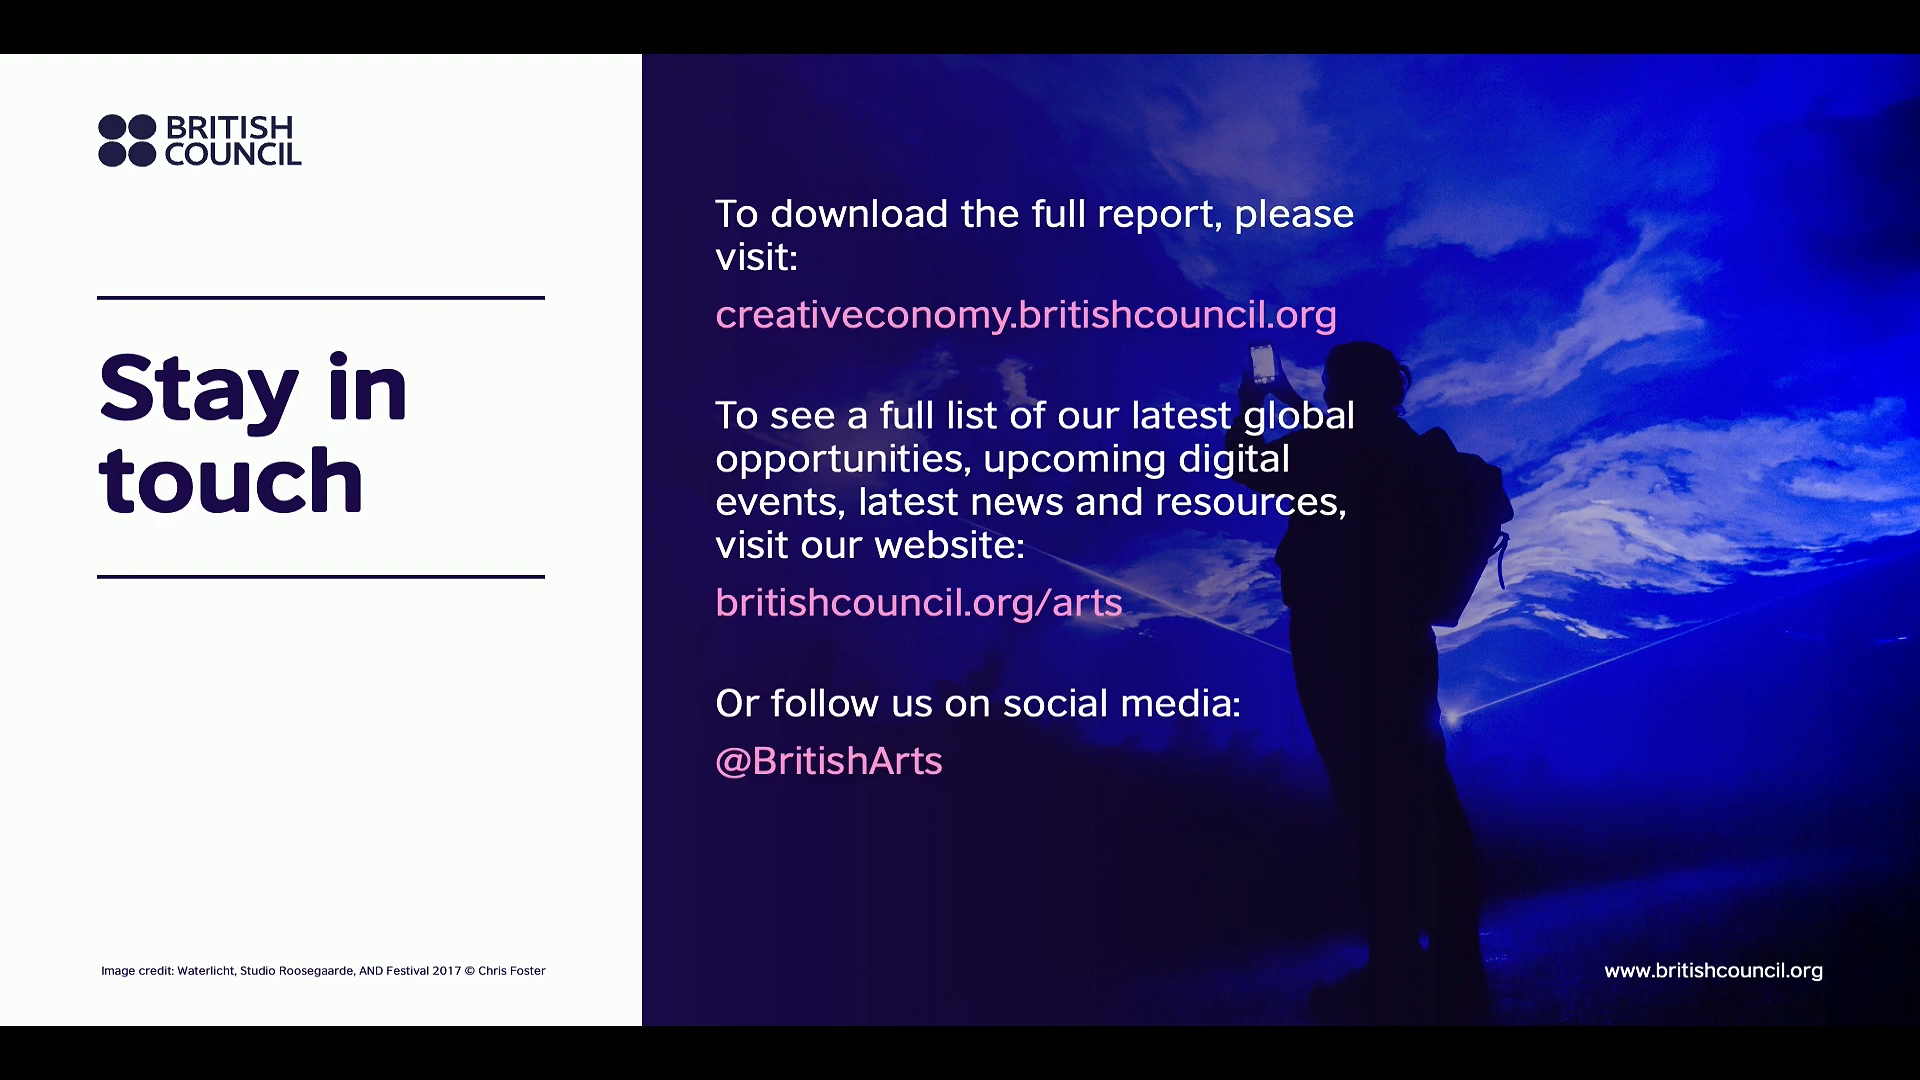 BRITISH
COUNCIL
Stay in
touch
Image credit: Waterlicht, Studio Roosegaarde, AND Festival 2017 © Chris Foster
To download the full report, please
visit:
creativeconomy.britishcouncil.org
To see a full list of our latest global
opportunities, upcoming digital
events, latest news and resources,
visit our website:
britishcouncil.org/arts
Or follow us on social media:
@BritishArts
www.britishcouncil.org